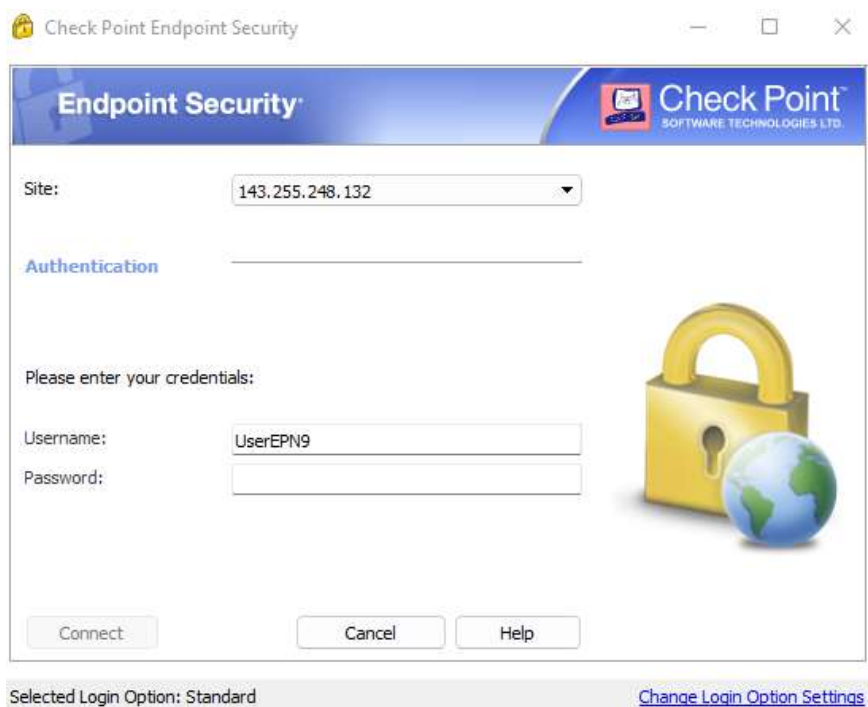 Check Point Endpoint Security
Endpoint Security
Check Point™
SOFTWARE TECHNOLOGIES LTD.
Site: 143.255.248.132
Authentication
Please enter your credentials:
Username: UserEPN9
Password:
Connect Cancel Help
Selected Login Option: Standard Change Login Option Settings